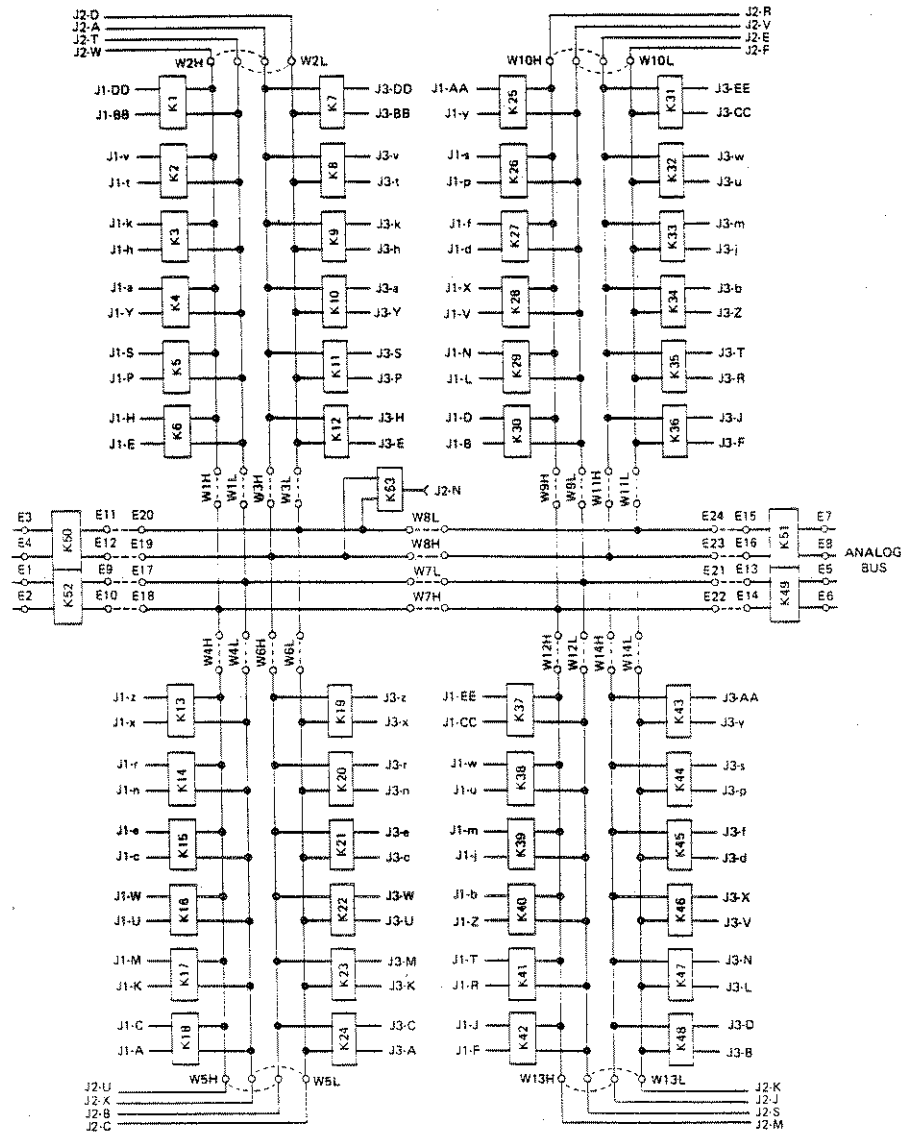 J2-D J2-R
J2-A J2-V
J2-T J2-E
J2-W J2-F
W2H W2L W10H W10L
J1-DD K1 K7 J3-DD J1-AA K25 K31 J3-EE
J1-BB J3-BB J1-y J3-CC
J1-v K2 K8 J3-v J1-s K26 K32 J3-w
J1-t J3-t J1-p J3-u
J1-k K3 K9 J3-k J1-f K27 K33 J3-m
J1-h J3-h J1-d J3-j
J1-a K4 K10 J3-a J1-X K28 K34 J3-b
J1-Y J3-Y J1-V J3-Z
J1-S K5 K11 J3-S J1-N K29 K35 J3-T
J1-P J3-P J1-L J3-R
J1-H K6 K12 J3-H J1-D K30 K36 J3-J
J1-E J3-E J1-B J3-F
W1H W1L W3H W3L K53 J2-N W9H W9L W11H W11L
E3 K50 E11 E20 W8L E24 E15 K51 E7
E4 E12 E19 W8H E23 E16 E8
ANALOG
BUS
E1 K52 E9 E17 W7L E21 E13 K49 E5
E2 E10 E18 W7H E22 E14 E6
W4H W4L W6H W6L W12H W12L W14H W14L
J1-z K13 K19 J3-z J1-EE K37 K43 J3-AA
J1-x J3-x J1-CC J3-y
J1-r K14 K20 J3-r J1-w K38 K44 J3-s
J1-n J3-n J1-u J3-p
J1-e K15 K21 J3-e J1-m K39 K45 J3-f
J1-c J3-c J1-j J3-d
J1-W K16 K22 J3-W J1-b K40 K46 J3-X
J1-U J3-U J1-Z J3-V
J1-M K17 K23 J3-M J1-T K41 K47 J3-N
J1-K J3-K J1-R J3-L
J1-C K18 K24 J3-C J1-J K42 K48 J3-D
J1-A J3-A J1-F J3-B
W5H W5L W13H W13L
J2-U J2-K
J2-X J2-J
J2-B J2-S
J2-C J2-M